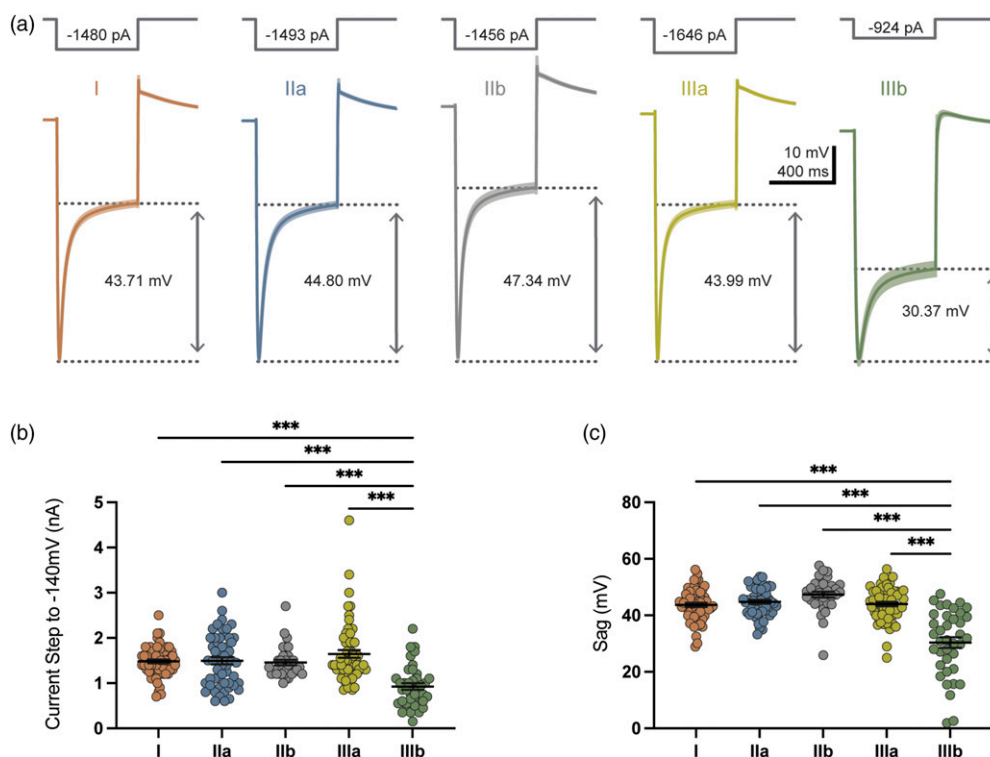 (a)
-1480 pA
-1493 pA
-1456 pA
-1646 pA
-924 pA
I
IIa
IIb
IIIa
IIIb
10 mV
400 ms
43.71 mV
44.80 mV
47.34 mV
43.99 mV
30.37 mV
(b)
***
***
***
***
Current Step to -140mV (nA)
5
4
3
2
1
0
I
IIa
IIb
IIIa
IIIb
(c)
***
***
***
***
Sag (mV)
80
60
40
20
0
I
IIa
IIb
IIIa
IIIb